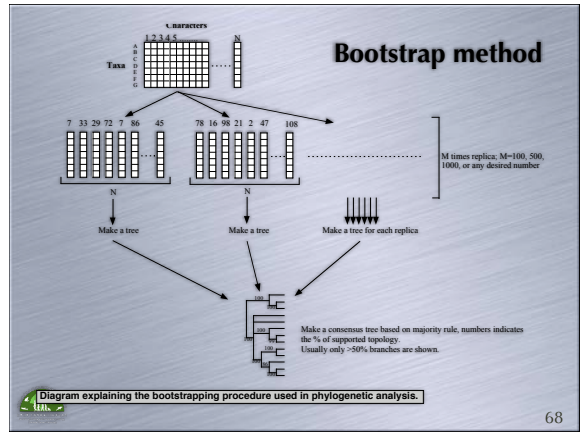 Characters
Bootstrap method
1 2 3 4 5 ........ N
Taxa
A
B
C
D
E
F
G
7 33 29 72 7 86 45
78 16 98 21 2 47 108
M times replica; M=100, 500,
1000, or any desired number
N
N
Make a tree
Make a tree
Make a tree for each replica
100
100
100
100
Make a consensus tree based on majority rule, numbers indicates
the % of supported topology.
Usually only >50% branches are shown.
Diagram explaining the bootstrapping procedure used in phylogenetic analysis.
68